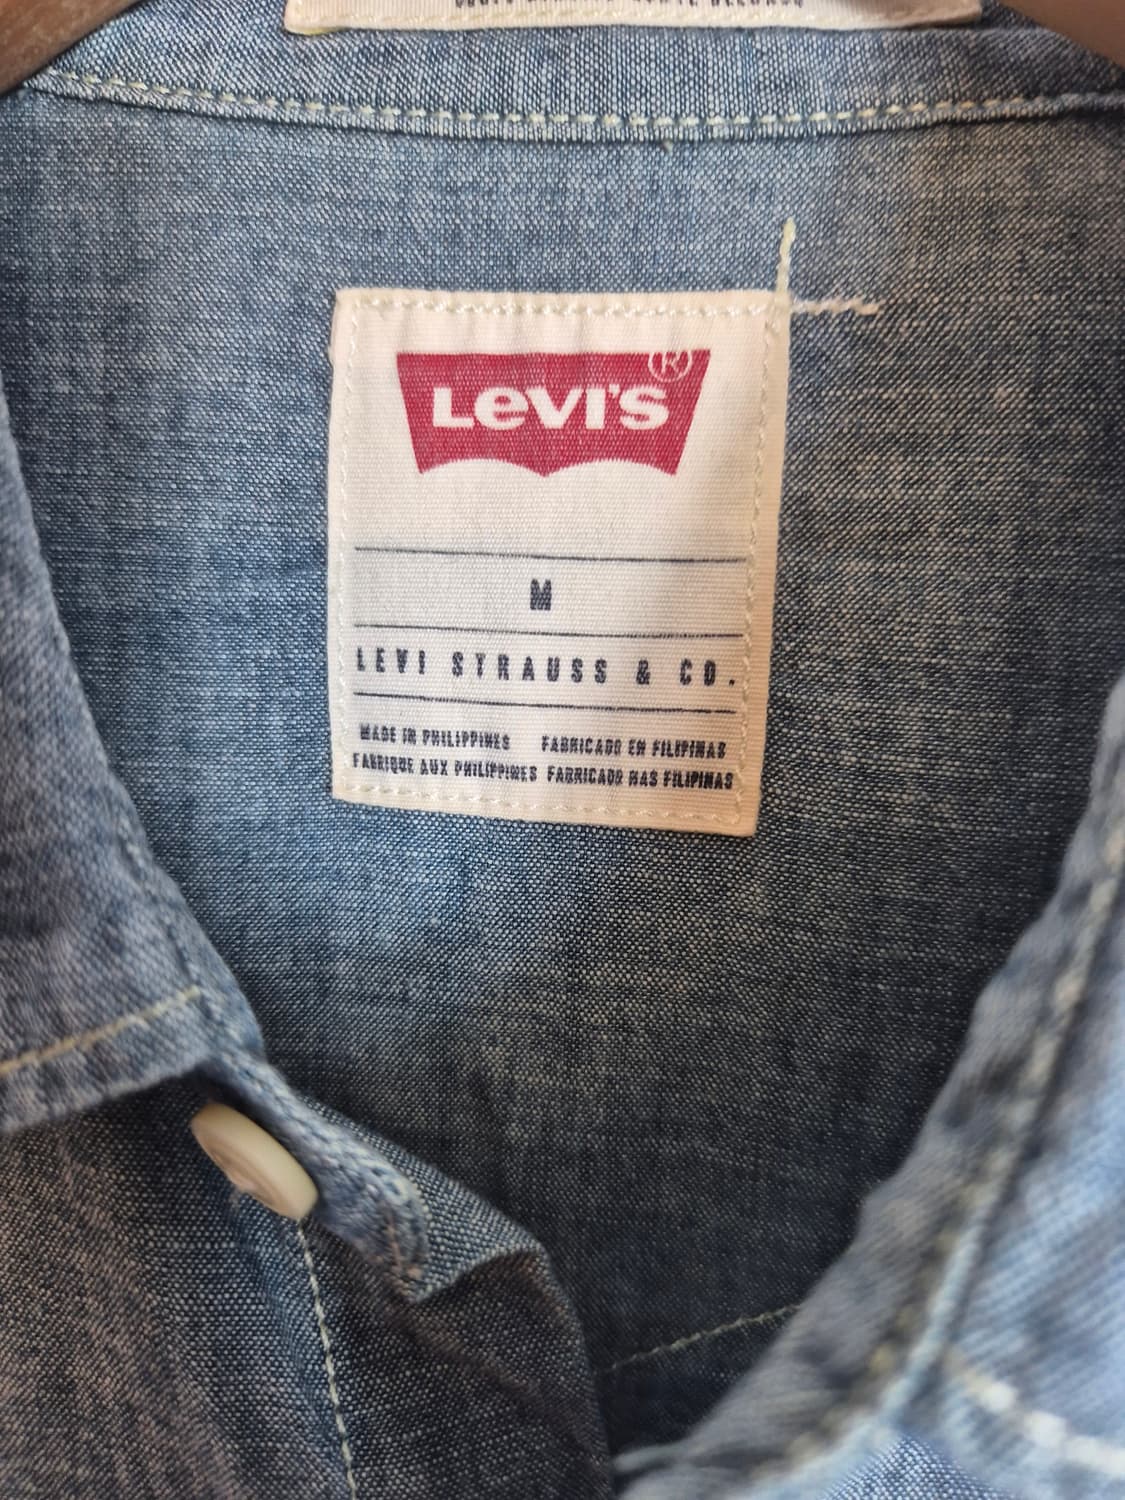 LEVI'S ®
M
LEVI STRAUSS & CO.
MADE IN PHILIPPINES FABRICADO EN FILIPINAS
FABRIQUE AUX PHILIPPINES FABRICADO NAS FILIPINAS